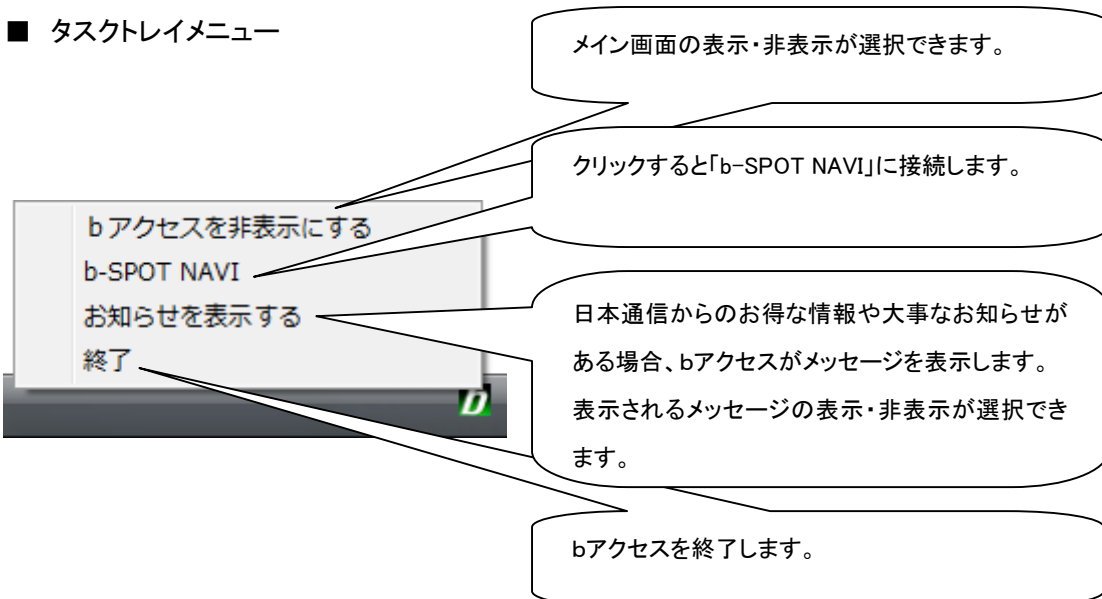 ■ タスクトレイメニュー
メイン画面の表示・非表示が選択できます。
クリックすると「b-SPOT NAVI」に接続します。
bアクセスを非表示にする
b-SPOT NAVI
お知らせを表示する
終了
D
日本通信からのお得な情報や大事なお知らせが
ある場合、bアクセスがメッセージを表示します。
表示されるメッセージの表示・非表示が選択でき
ます。
bアクセスを終了します。